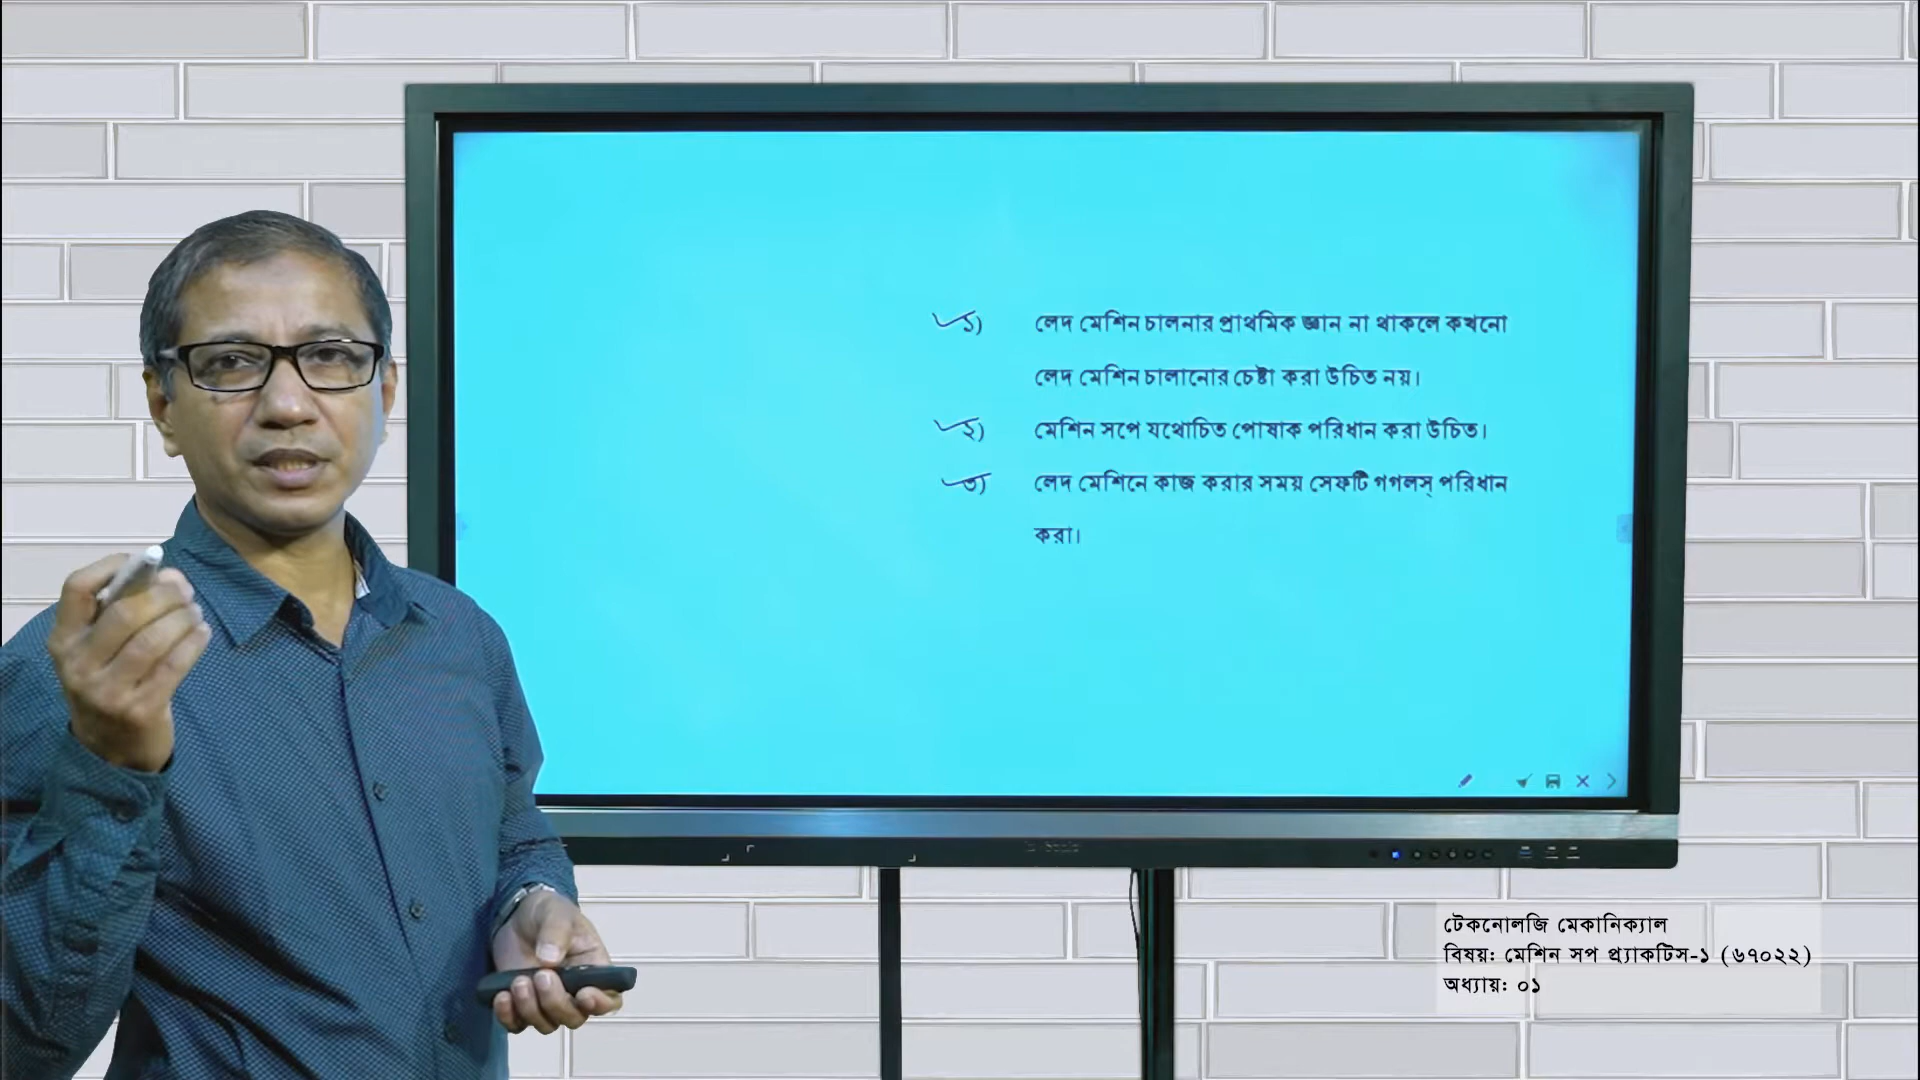 ১) লেদ মেশিন চালনার প্রাথমিক জ্ঞান না থাকলে কখনো
লেদ মেশিন চালানোর চেষ্টা করা উচিত নয়।
২) মেশিন সপে যথোচিত পোষাক পরিধান করা উচিত।
৩) লেদ মেশিনে কাজ করার সময় সেফটি গগলস্ পরিধান
করা।
টেকনোলজি মেকানিক্যাল
বিষয়: মেশিন সপ প্র্যাকটিস-১ (৬৭০২২)
অধ্যায়: ০১